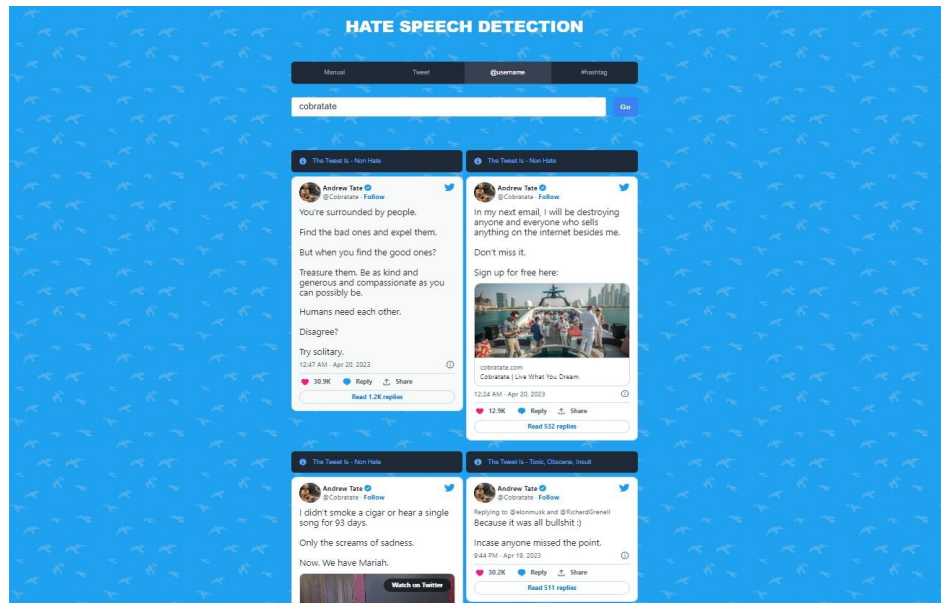 HATE SPEECH DETECTION
Manual
Tweet
@username
#hashtag
cobratate
Go
The Tweet Is - Non Hate
Andrew Tate
@Cobratate · Follow
You're surrounded by people.
Find the bad ones and expel them.
But when you find the good ones?
Treasure them. Be as kind and
generous and compassionate as you
can possibly be.
Humans need each other.
Disagree?
Try solitary.
12:47 AM · Apr 20, 2023
30.9K Reply Share
Read 1.2K replies
The Tweet Is - Non Hate
Andrew Tate
@Cobratate · Follow
In my next email, I will be destroying
anyone and everyone who sells
anything on the internet besides me.
Don't miss it.
Sign up for free here:
cobratate.com
Cobratate | Live What You Dream
12:24 AM · Apr 20, 2023
12.9K Reply Share
Read 532 replies
The Tweet Is - Non Hate
Andrew Tate
@Cobratate · Follow
I didn't smoke a cigar or hear a single
song for 93 days.
Only the screams of sadness.
Now. We have Mariah.
Watch on Twitter
The Tweet Is - Toxic, Obscene, Insult
Andrew Tate
@Cobratate · Follow
Replying to @elonmusk and @RichardGrenell
Because it was all bullshit :)
Incase anyone missed the point.
9:44 PM · Apr 19, 2023
30.2K Reply Share
Read 511 replies